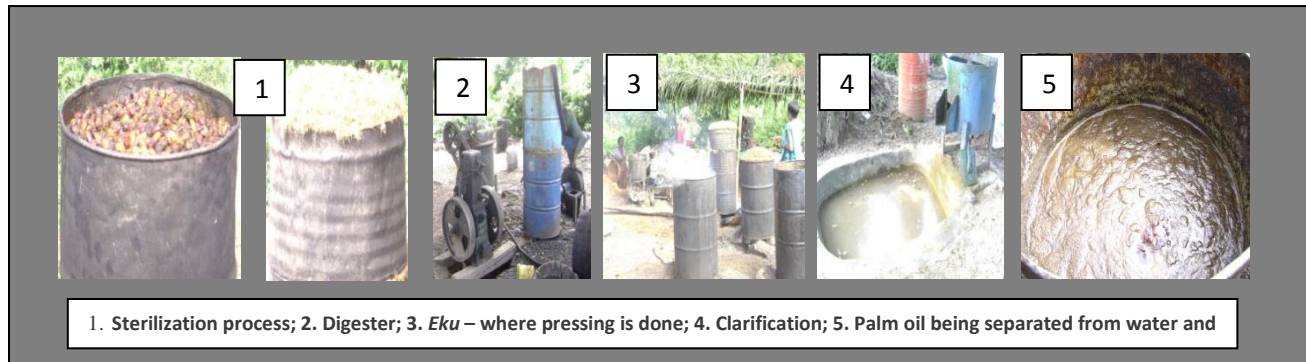 1 2 3 4 5
1. Sterilization process; 2. Digester; 3. Eku – where pressing is done; 4. Clarification; 5. Palm oil being separated from water and